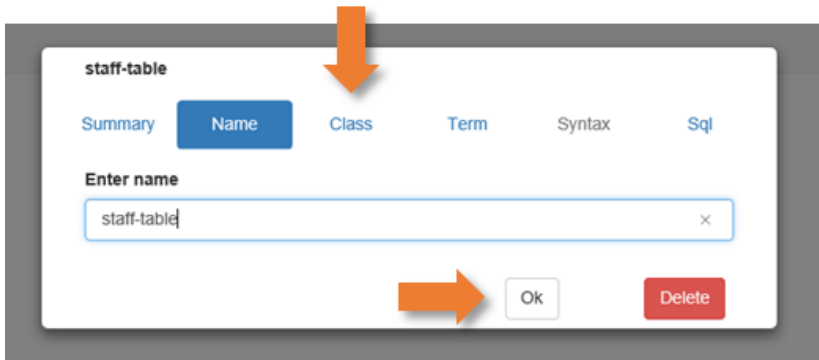 staff-table
Summary Name Class Term Syntax Sql
Enter name
staff-table ×
Ok Delete